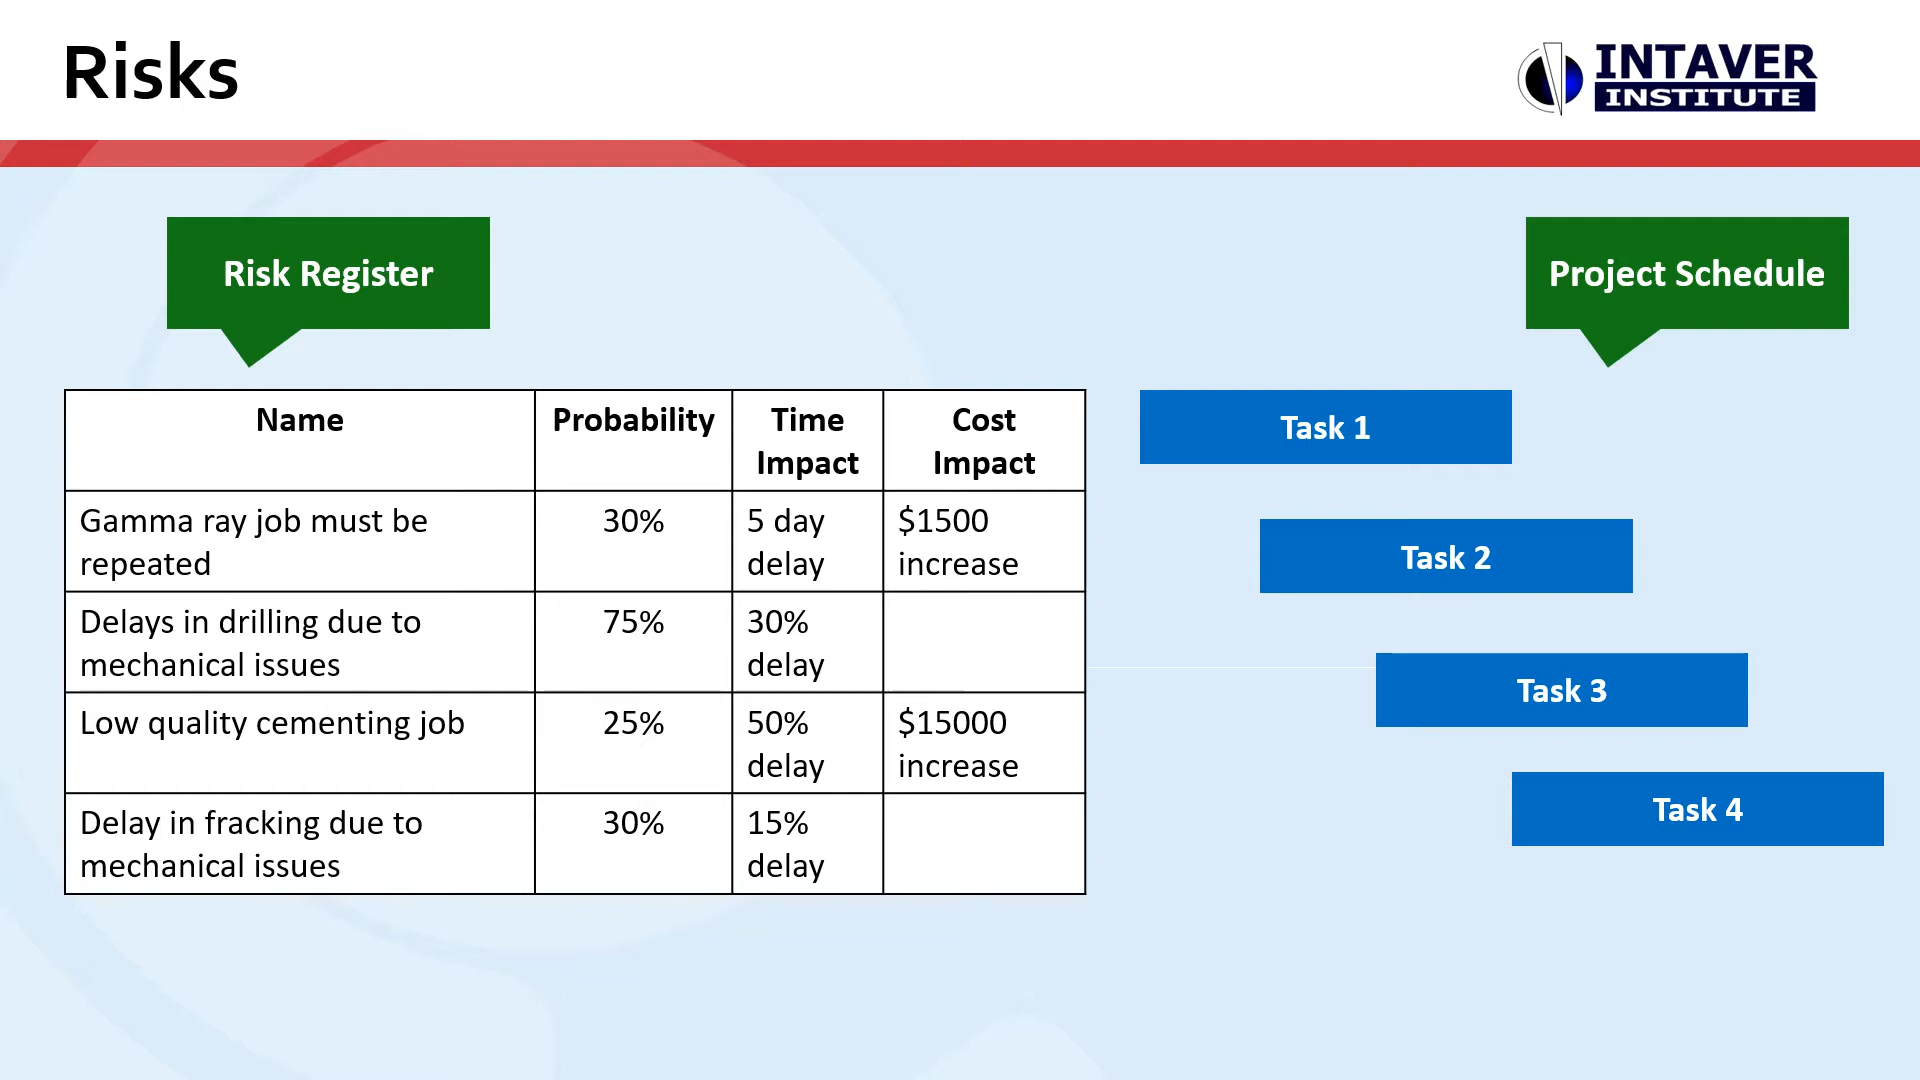 Risks
INTAVER
INSTITUTE
Risk Register
Project Schedule
Name
Probability
Time
Impact
Cost
Impact
Gamma ray job must be
repeated
30%
5 day
delay
$1500
increase
Delays in drilling due to
mechanical issues
75%
30%
delay
Low quality cementing job
25%
50%
delay
$15000
increase
Delay in fracking due to
mechanical issues
30%
15%
delay
Task 1
Task 2
Task 3
Task 4